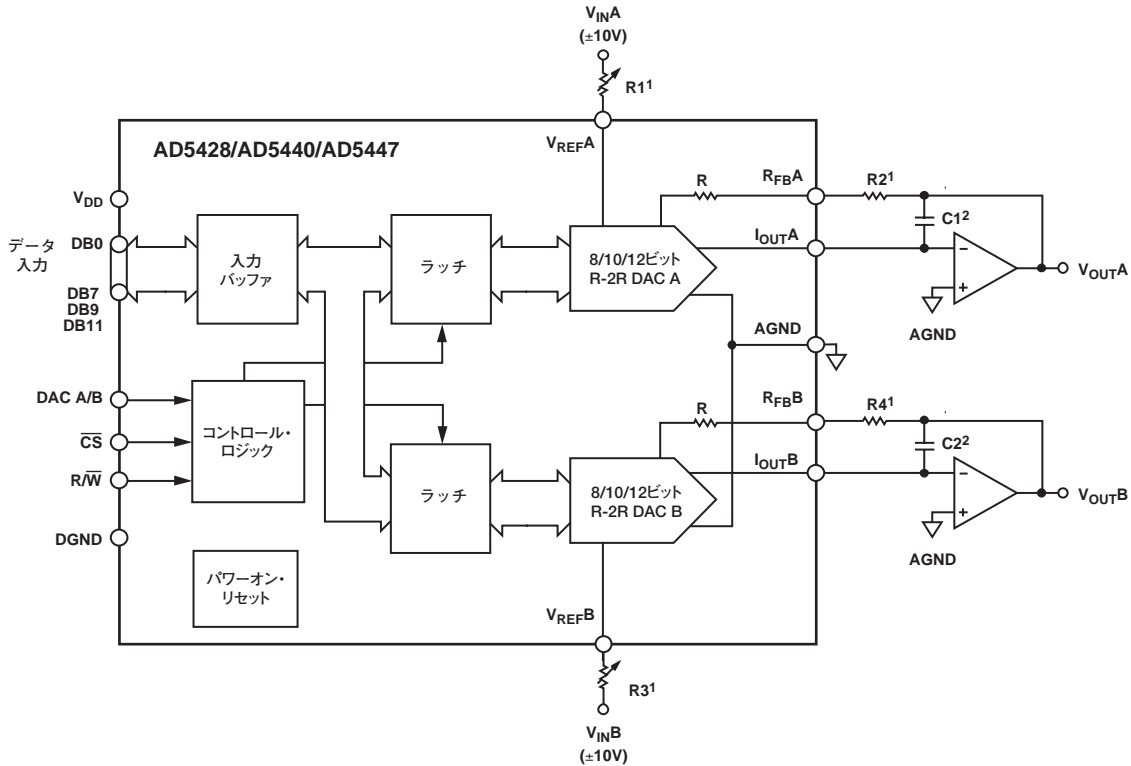 VINA
(±10V)
R1¹
VREFA
AD5428/AD5440/AD5447
VDD
データ
入力
DB0
DB7
DB9
DB11
入力
バッファ
ラッチ
8/10/12ビット
R-2R DAC A
R
RFBA
R2¹
C1²
IOUTA
−
+
VOUTA
AGND
AGND
DAC A/B
C̅S̅
R/W̅
DGND
コントロール・
ロジック
ラッチ
8/10/12ビット
R-2R DAC B
R
RFBB
R4¹
C2²
IOUTB
−
+
VOUTB
AGND
パワーオン・
リセット
VREFB
R3¹
VINB
(±10V)